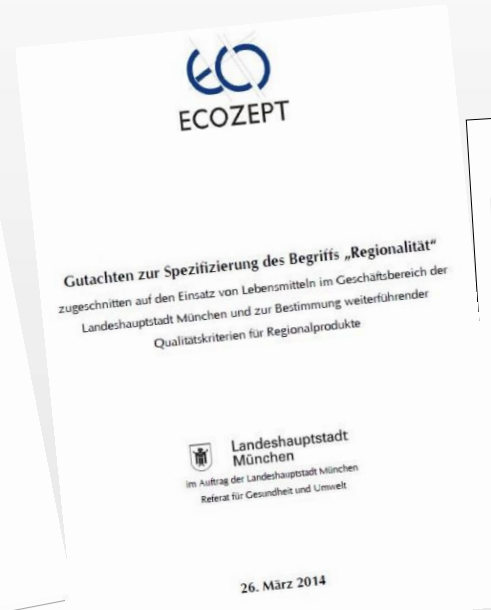 ECO
ECOZEPT
Gutachten zur Spezifizierung des Begriffs „Regionalität“
zugeschnitten auf den Einsatz von Lebensmitteln im Geschäftsbereich der
Landeshauptstadt München und zur Bestimmung weiterführender
Qualitätskriterien für Regionalprodukte
Landeshauptstadt
München
im Auftrag der Landeshauptstadt München
Referat für Gesundheit und Umwelt
26. März 2014